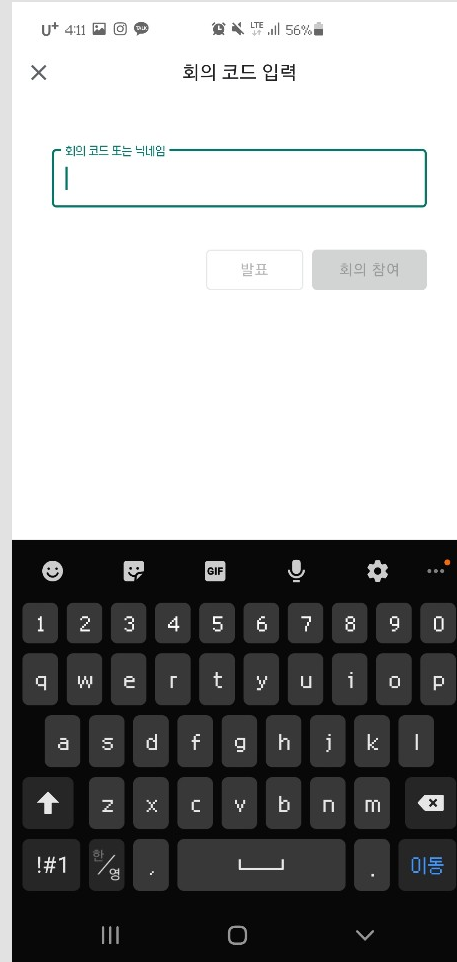 U+ 4:11 TALK LTE 56%
회의 코드 입력
회의 코드 또는 닉네임
발표 회의 참여
GIF
1 2 3 4 5 6 7 8 9 0
q w e r t y u i o p
a s d f g h j k l
z x c v b n m
!#1 한/영 , . 이동